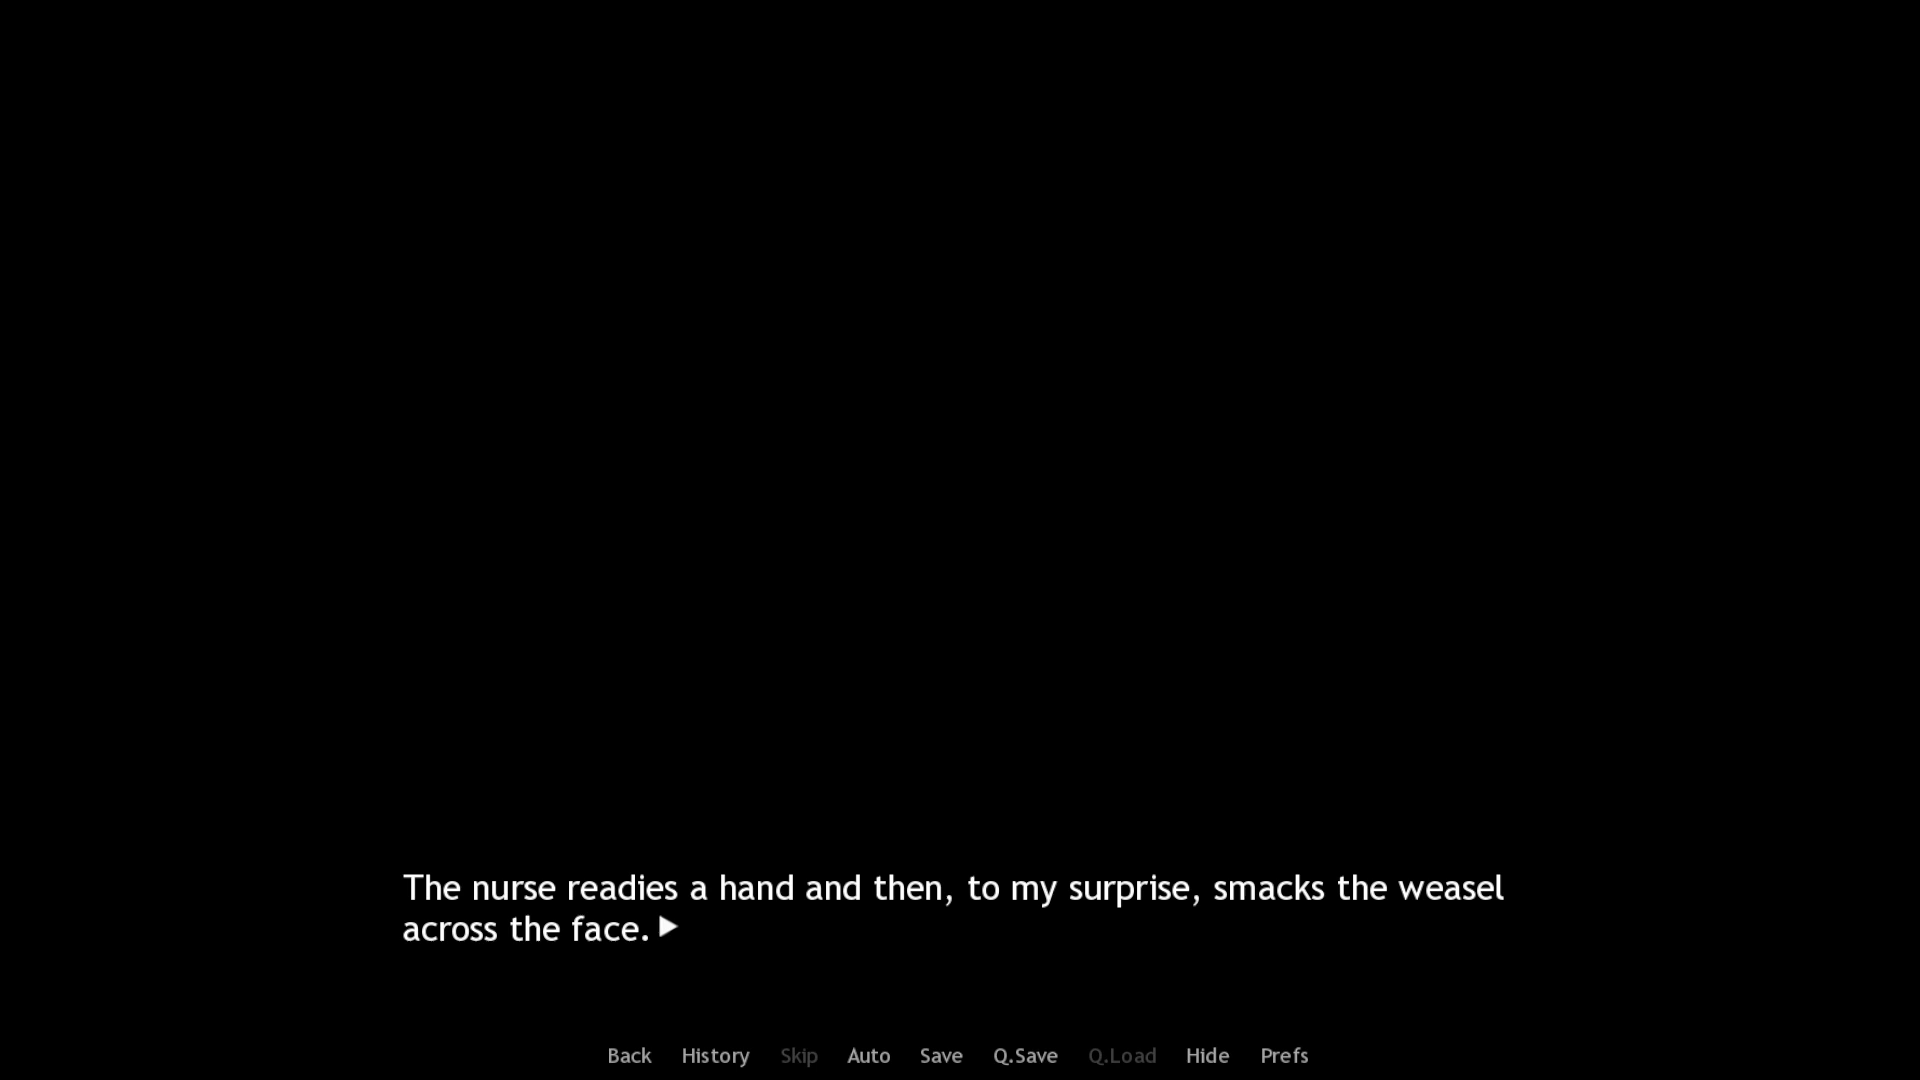 The nurse readies a hand and then, to my surprise, smacks the weasel
across the face.
Back History Skip Auto Save Q.Save Q.Load Hide Prefs